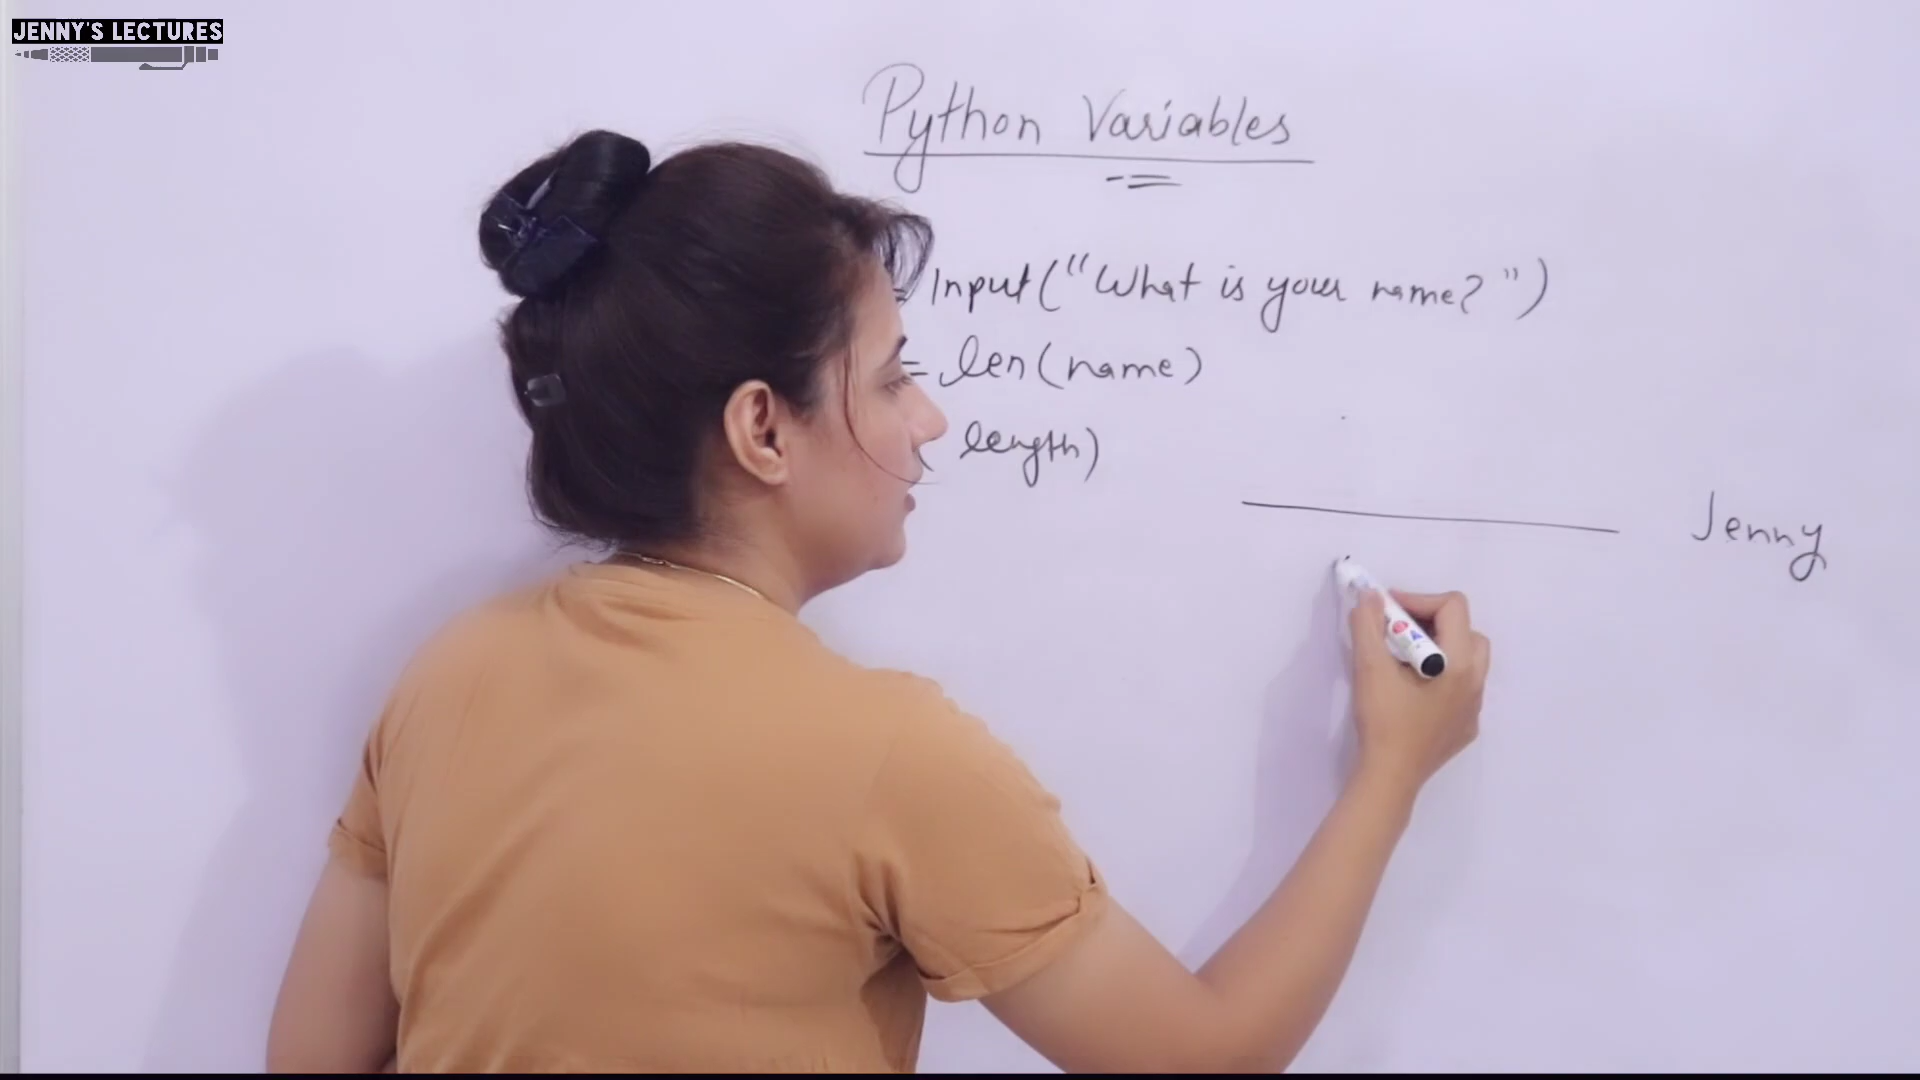 JENNY'S LECTURES
Python Variables
= Input("What is your name?")
= len(name)
( length)
Jenny